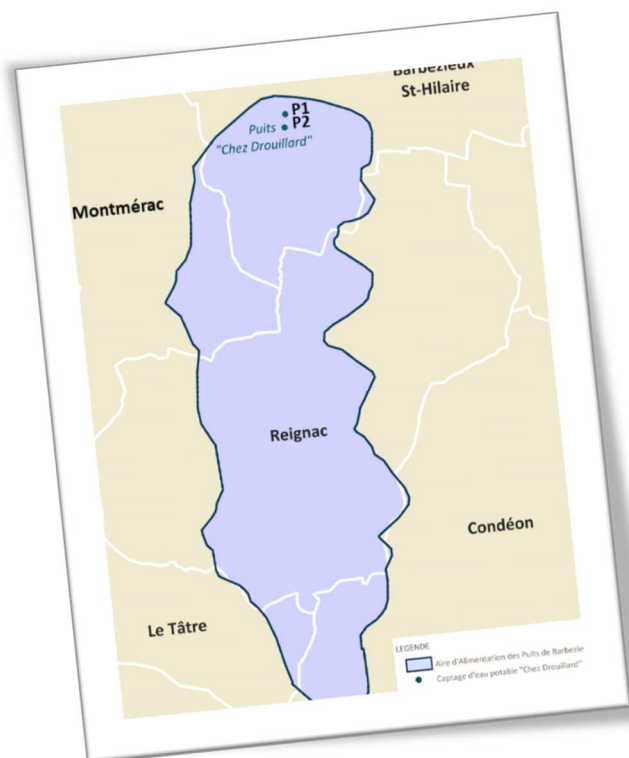 Barbezieux
St-Hilaire
P1
P2
Puits
"Chez Drouillard"
Montmérac
Reignac
Condéon
Le Tâtre
LEGENDE
Aire d'Alimentation des Puits de Barbezie
Captage d'eau potable "Chez Drouillard"